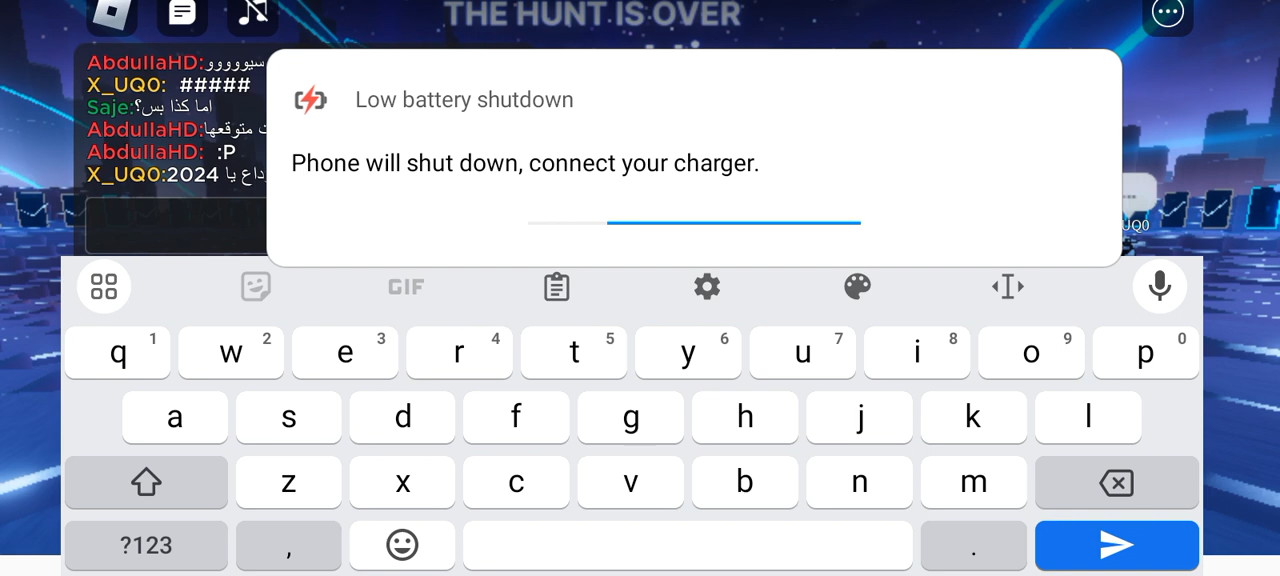 THE HUNT IS OVER
AbdullaHD:سيووووو
X_UQ0: #####
Saje:اما كذا بس؟
AbdullaHD:متوقعها
AbdullaHD: :P
X_UQ0:2024 يا
Low battery shutdown
Phone will shut down, connect your charger.
UQ0
GIF
q 1 w 2 e 3 r 4 t 5 y 6 u 7 i 8 o 9 p 0
a s d f g h j k l
z x c v b n m
?123 , .